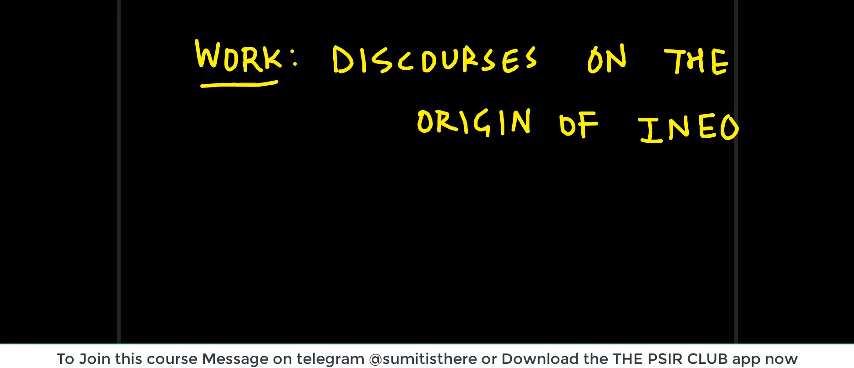 WORK: DISCOURSES ON THE
ORIGIN OF INEO
To Join this course Message on telegram @sumitisthere or Download the THE PSIR CLUB app now